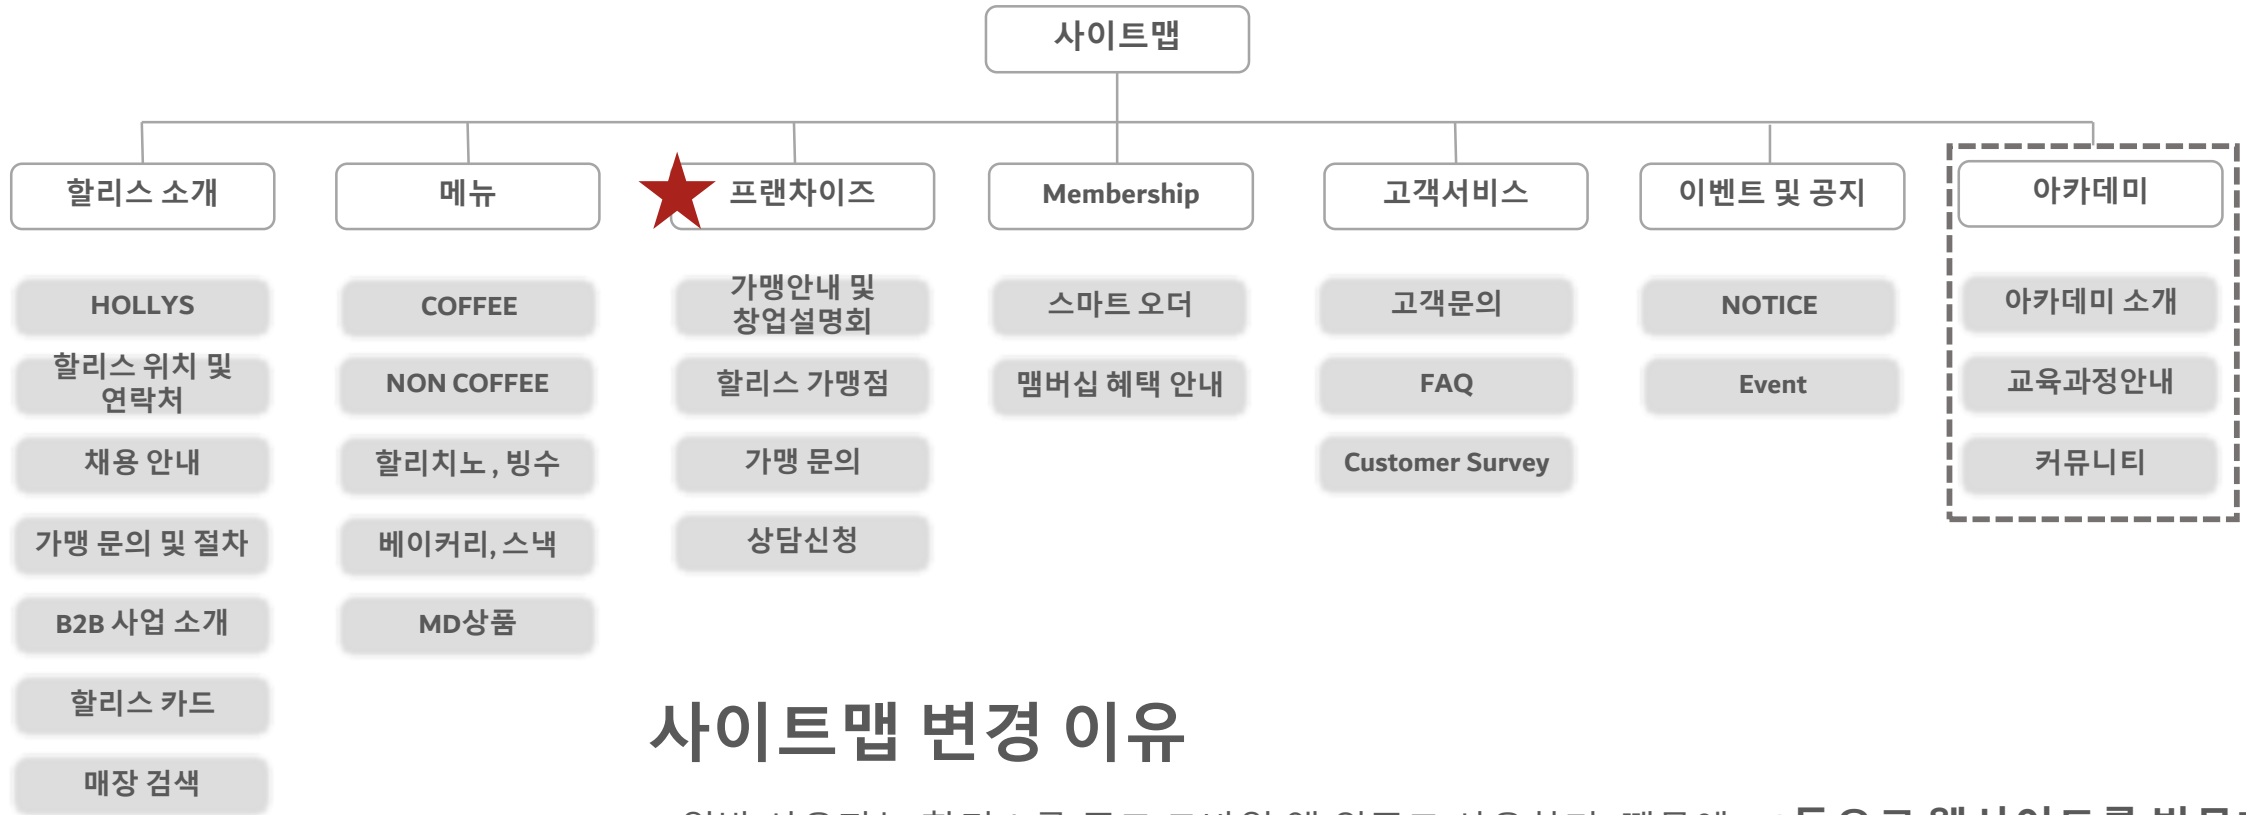 사이트맵
할리스 소개
메뉴
프랜차이즈
Membership
고객서비스
이벤트 및 공지
아카데미
HOLLYS
할리스 위치 및
연락처
채용 안내
가맹 문의 및 절차
B2B 사업 소개
할리스 카드
매장 검색
COFFEE
NON COFFEE
할리치노 , 빙수
베이커리, 스낵
MD상품
가맹안내 및
창업설명회
할리스 가맹점
가맹 문의
상담신청
스마트 오더
맴버십 혜택 안내
고객문의
FAQ
Customer Survey
NOTICE
Event
아카데미 소개
교육과정안내
커뮤니티
사이트맵 변경 이유